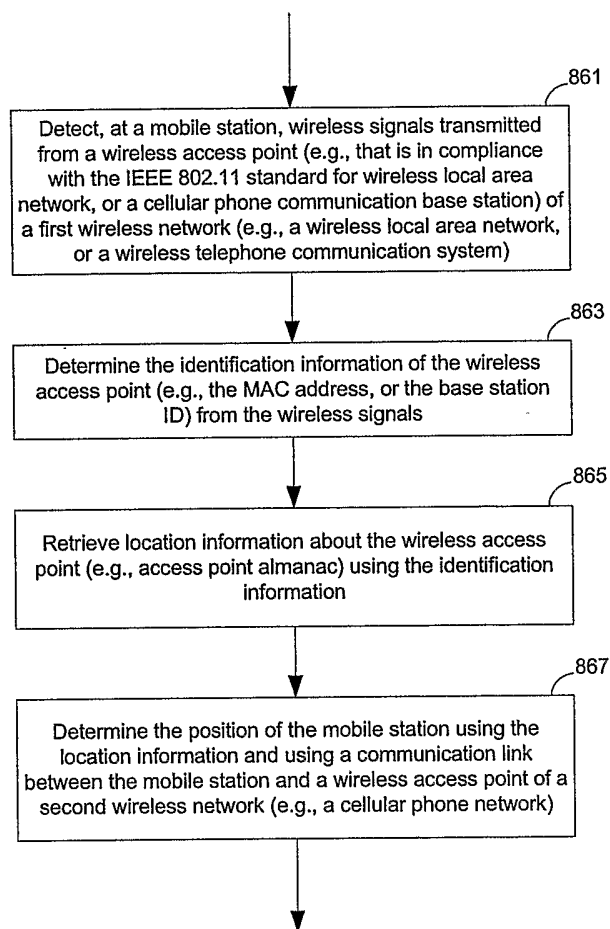 861
Detect, at a mobile station, wireless signals transmitted
from a wireless access point (e.g., that is in compliance
with the IEEE 802.11 standard for wireless local area
network, or a cellular phone communication base station) of
a first wireless network (e.g., a wireless local area network,
or a wireless telephone communication system)
863
Determine the identification information of the wireless
access point (e.g., the MAC address, or the base station
ID) from the wireless signals
865
Retrieve location information about the wireless access
point (e.g., access point almanac) using the identification
information
867
Determine the position of the mobile station using the
location information and using a communication link
between the mobile station and a wireless access point of a
second wireless network (e.g., a cellular phone network)